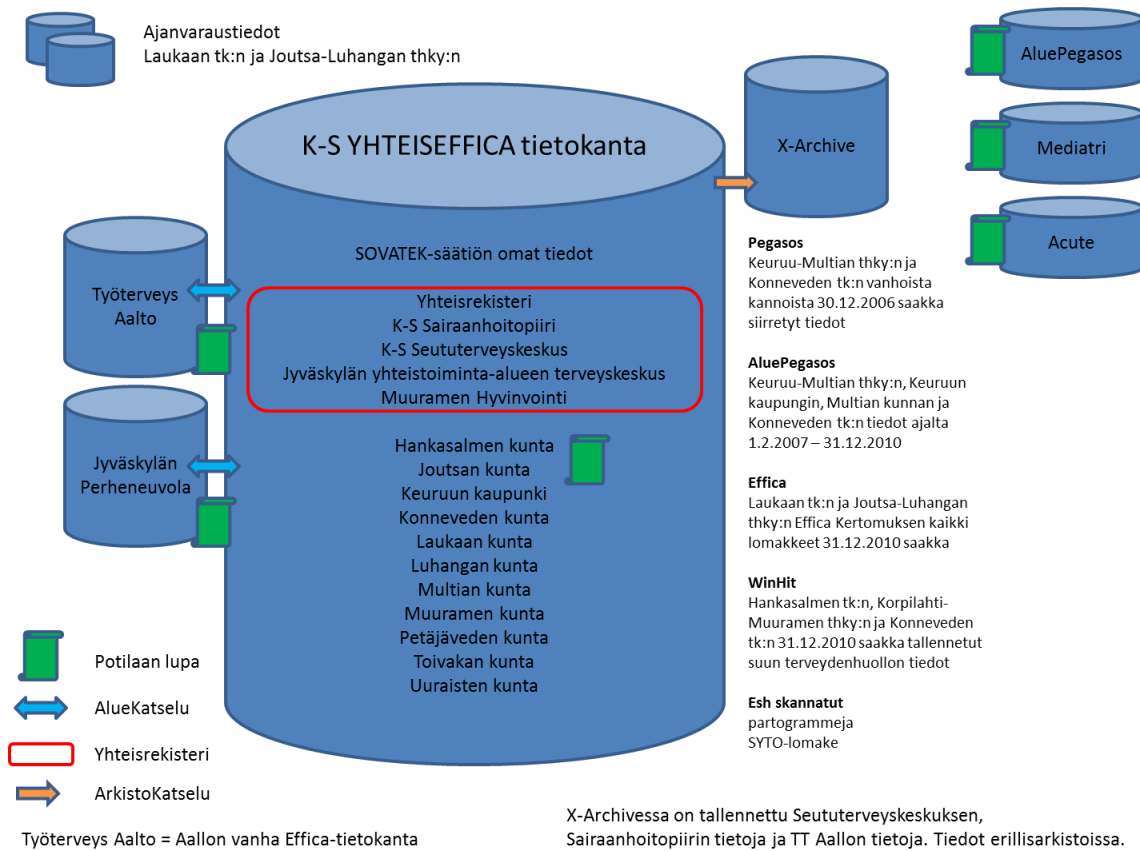 Ajanvaraustiedot
Laukaan tk:n ja Joutsa-Luhangan thky:n
K-S YHTEISEFFICA tietokanta
SOVATEK-säätiön omat tiedot
Yhteisrekisteri
K-S Sairaanhoitopiiri
K-S Seututerveyskeskus
Jyväskylän yhteistoiminta-alueen terveyskeskus
Muuramen Hyvinvointi
Hankasalmen kunta
Joutsan kunta
Keuruun kaupunki
Konneveden kunta
Laukaan kunta
Luhangan kunta
Multian kunta
Muuramen kunta
Petäjäveden kunta
Toivakan kunta
Uuraisten kunta
Työterveys
Aalto
Jyväskylän
Perheneuvola
X-Archive
AluePegasos
Mediatri
Acute
Pegasos
Keuruu-Multian thky:n ja
Konneveden tk:n vanhoista
kannoista 30.12.2006 saakka
siirretyt tiedot
AluePegasos
Keuruu-Multian thky:n, Keuruun
kaupungin, Multian kunnan ja
Konneveden tk:n tiedot ajalta
1.2.2007 – 31.12.2010
Effica
Laukaan tk:n ja Joutsa-Luhangan
thky:n Effica Kertomuksen kaikki
lomakkeet 31.12.2010 saakka
WinHit
Hankasalmen tk:n, Korpilahti-
Muuramen thky:n ja Konneveden
tk:n 31.12.2010 saakka tallennetut
suun terveydenhuollon tiedot
Esh skannatut
partogrammeja
SYTO-lomake
Potilaan lupa
AlueKatselu
Yhteisrekisteri
ArkistoKatselu
Työterveys Aalto = Aallon vanha Effica-tietokanta
X-Archivessa on tallennettu Seututerveyskeskuksen,
Sairaanhoitopiirin tietoja ja TT Aallon tietoja. Tiedot erillisarkistoissa.